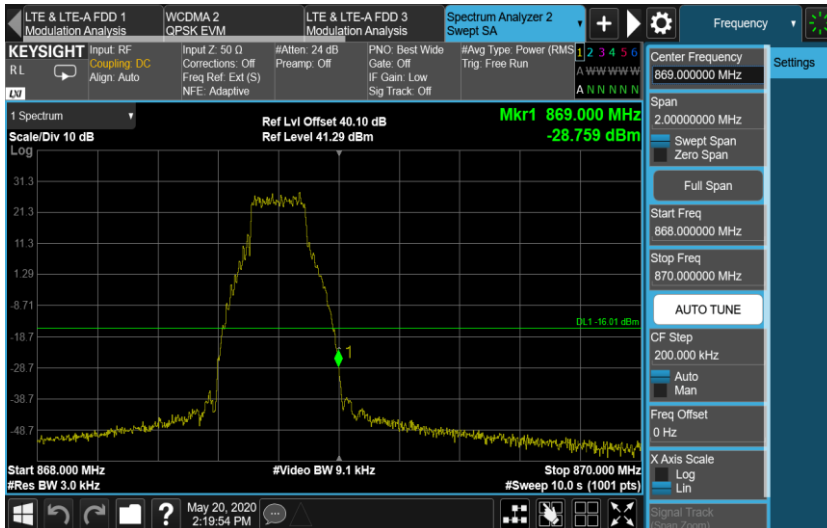 LTE & LTE-A FDD 1
Modulation Analysis
WCDMA 2
QPSK EVM
LTE & LTE-A FDD 3
Modulation Analysis
Spectrum Analyzer 2
Swept SA
Frequency
KEYSIGHT
RL
LXI
Input: RF
Coupling: DC
Align: Auto
Input Z: 50 Ω
Corrections: Off
Freq Ref: Ext (S)
NFE: Adaptive
#Atten: 24 dB
Preamp: Off
PNO: Best Wide
Gate: Off
IF Gain: Low
Sig Track: Off
#Avg Type: Power (RMS
Trig: Free Run
1 2 3 4 5 6
A W W W W W
A N N N N N
1 Spectrum
Scale/Div 10 dB
Log
Ref Lvl Offset 40.10 dB
Ref Level 41.29 dBm
Mkr1 869.000 MHz
-28.759 dBm
31.3
21.3
11.3
1.29
-8.71
-18.7
-28.7
-38.7
-48.7
DL1 -16.01 dBm
1
Start 868.000 MHz
#Res BW 3.0 kHz
#Video BW 9.1 kHz
Stop 870.000 MHz
#Sweep 10.0 s (1001 pts)
?
May 20, 2020
2:19:54 PM
Center Frequency
869.000000 MHz
Settings
Span
2.00000000 MHz
Swept Span
Zero Span
Full Span
Start Freq
868.000000 MHz
Stop Freq
870.000000 MHz
AUTO TUNE
CF Step
200.000 kHz
Auto
Man
Freq Offset
0 Hz
X Axis Scale
Log
Lin
Signal Track
(Span Zoom)